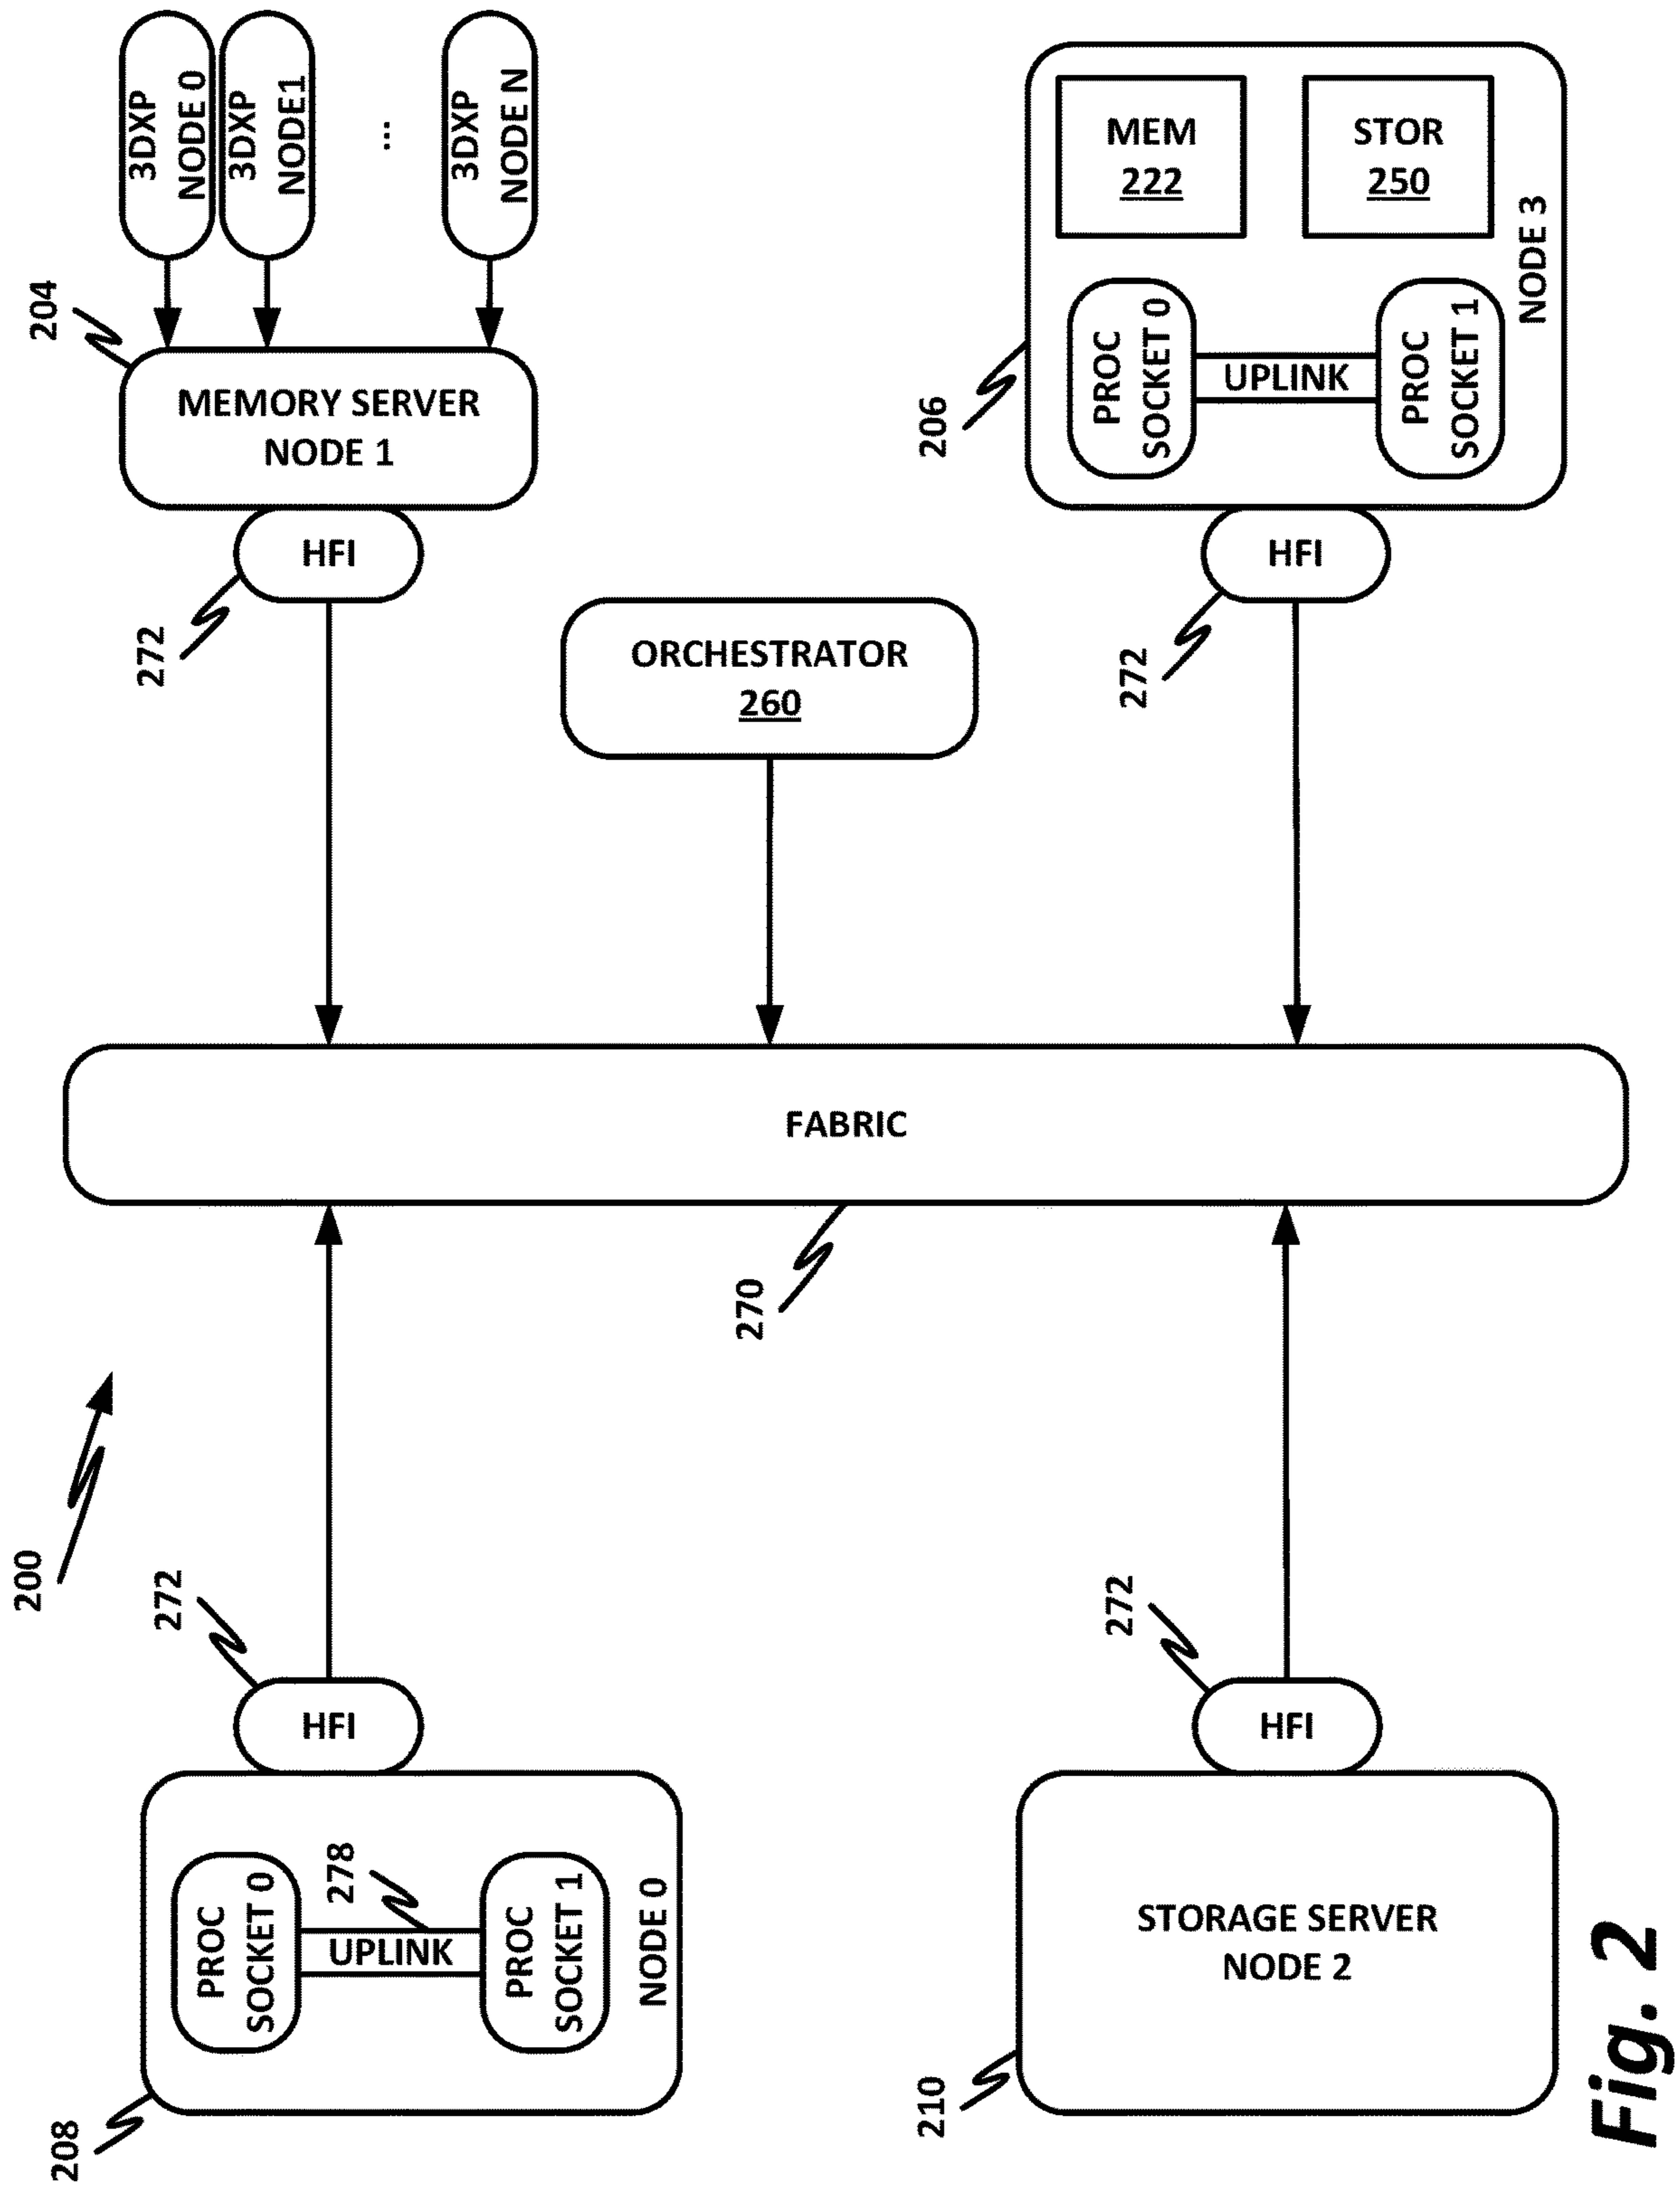 3DXP
NODE 0
3DXP
NODE1
...
3DXP
NODE N
204
MEMORY SERVER
NODE 1
HFI
272
MEM
222
STOR
250
NODE 3
PROC
SOCKET 0
UPLINK
PROC
SOCKET 1
206
HFI
272
ORCHESTRATOR
260
FABRIC
270
200
272
HFI
PROC
SOCKET 0
278
UPLINK
PROC
SOCKET 1
NODE 0
208
272
HFI
STORAGE SERVER
NODE 2
210
Fig. 2